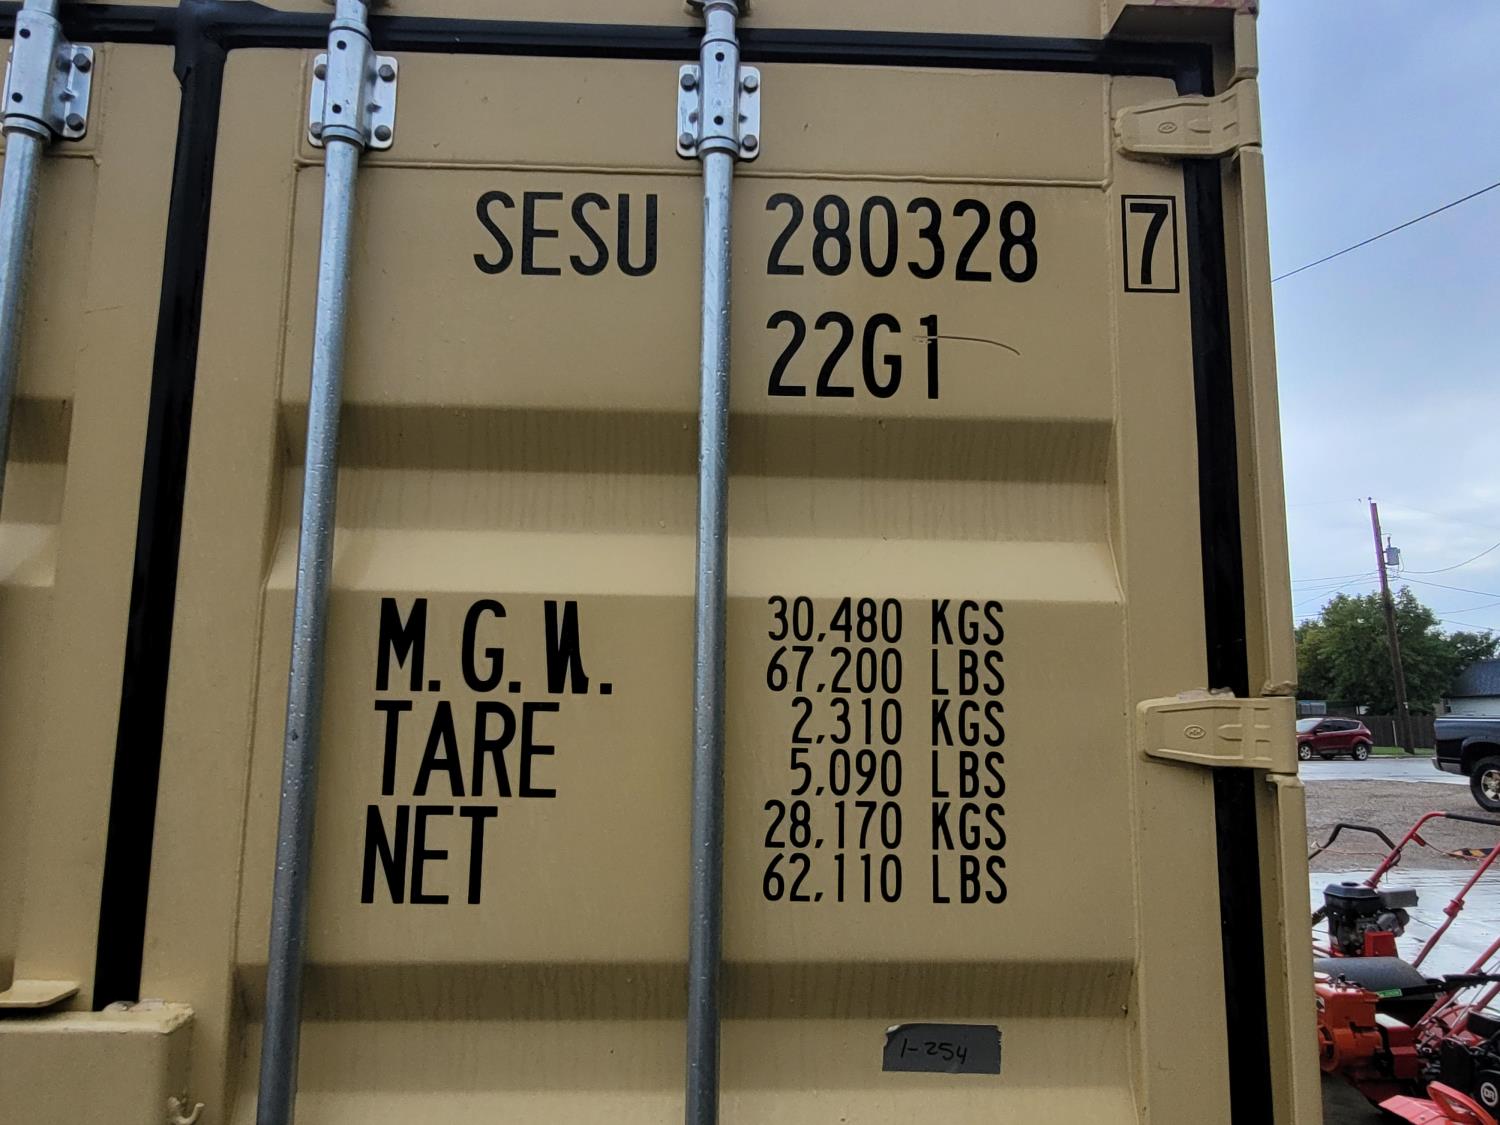 SESU 280328 7
22G1
M.G.W. 30,480 KGS
67,200 LBS
TARE 2,310 KGS
5,090 LBS
NET 28,170 KGS
62,110 LBS
1-254